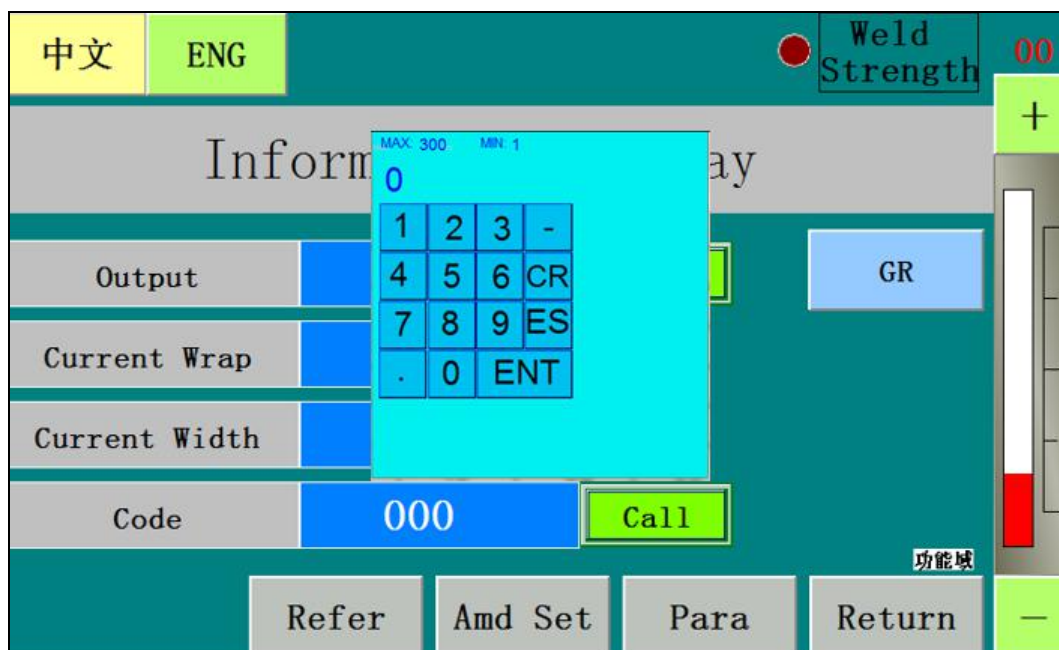 中文 ENG
Weld
Strength
00
+
Inform
ay
MAX: 300 MIN: 1
0
1 2 3 -
4 5 6 CR
7 8 9 ES
. 0 ENT
Output
GR
Current Wrap
Current Width
Code 000 Call
功能域
Refer Amd Set Para Return −